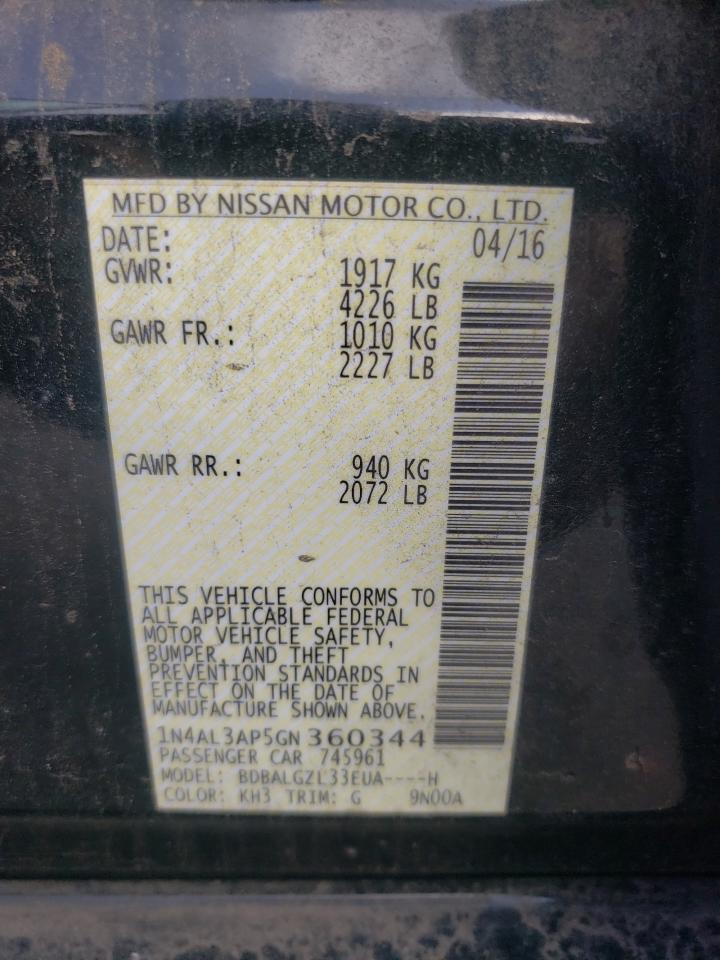 MFD BY NISSAN MOTOR CO., LTD.
DATE: 04/16
GVWR: 1917 KG
4226 LB
GAWR FR.: 1010 KG
2227 LB
GAWR RR.: 940 KG
2072 LB
THIS VEHICLE CONFORMS TO
ALL APPLICABLE FEDERAL
MOTOR VEHICLE SAFETY,
BUMPER, AND THEFT
PREVENTION STANDARDS IN
EFFECT ON THE DATE OF
MANUFACTURE SHOWN ABOVE.
1N4AL3AP5GN360344
PASSENGER CAR 745961
MODEL: BDBALGZL33EUA----H
COLOR: KH3 TRIM: G 9N00A